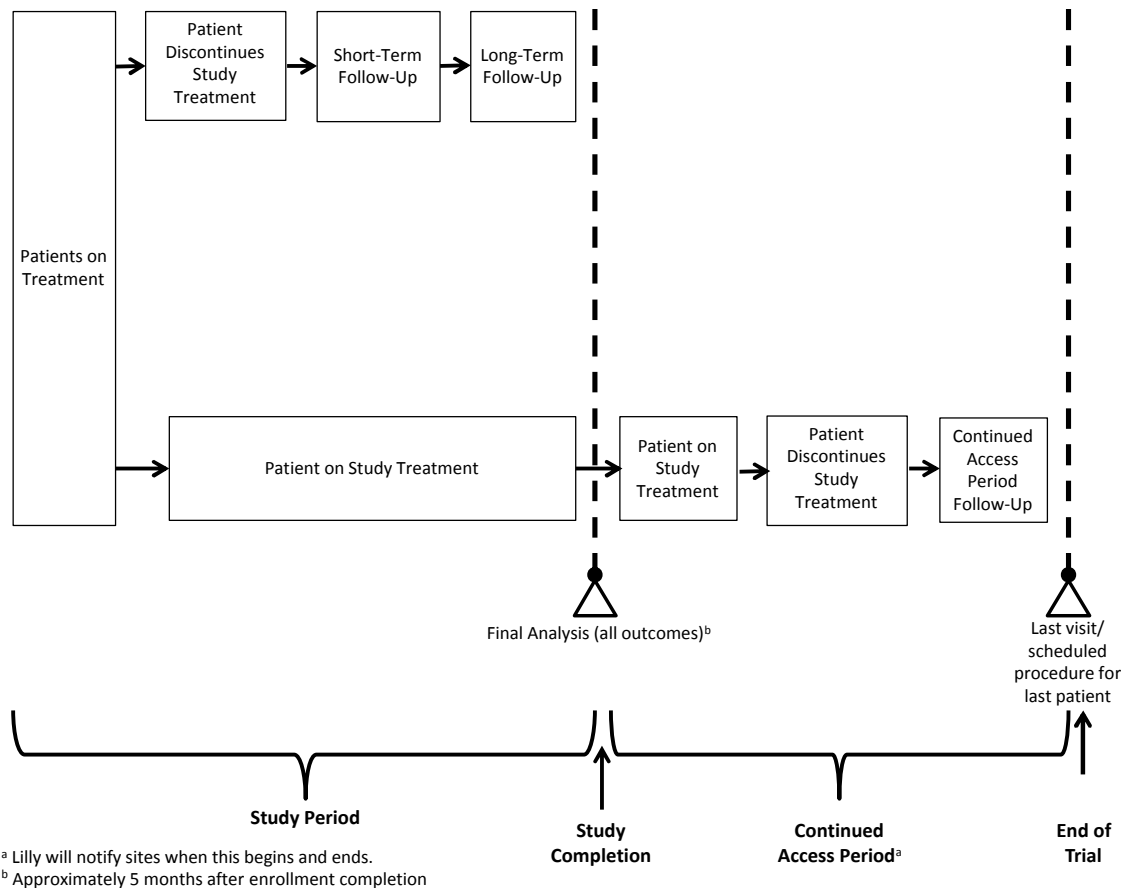 Patients on
Treatment
Patient
Discontinues
Study
Treatment
Short-Term
Follow-Up
Long-Term
Follow-Up
Patient on Study Treatment
Patient on
Study
Treatment
Patient
Discontinues
Study
Treatment
Continued
Access
Period
Follow-Up
Final Analysis (all outcomes)b
Last visit/
scheduled
procedure for
last patient
Study Period
Study
Completion
Continued
Access Perioda
End of
Trial
a Lilly will notify sites when this begins and ends.
b Approximately 5 months after enrollment completion